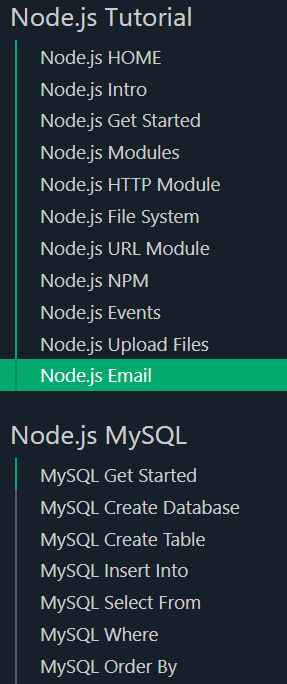 Node.js Tutorial
Node.js HOME
Node.js Intro
Node.js Get Started
Node.js Modules
Node.js HTTP Module
Node.js File System
Node.js URL Module
Node.js NPM
Node.js Events
Node.js Upload Files
Node.js Email
Node.js MySQL
MySQL Get Started
MySQL Create Database
MySQL Create Table
MySQL Insert Into
MySQL Select From
MySQL Where
MySQL Order By